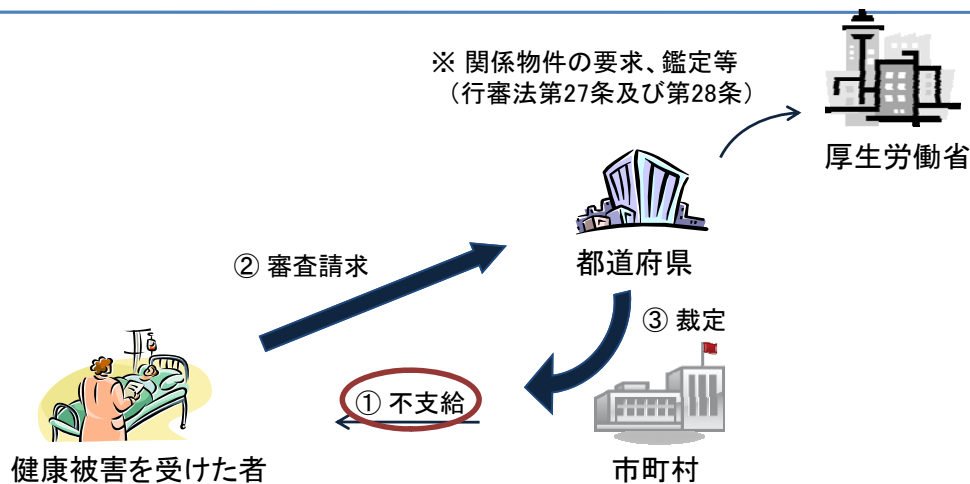 ※ 関係物件の要求、鑑定等
（行審法第27条及び第28条）
厚生労働省
都道府県
② 審査請求
③ 裁定
① 不支給
健康被害を受けた者
市町村